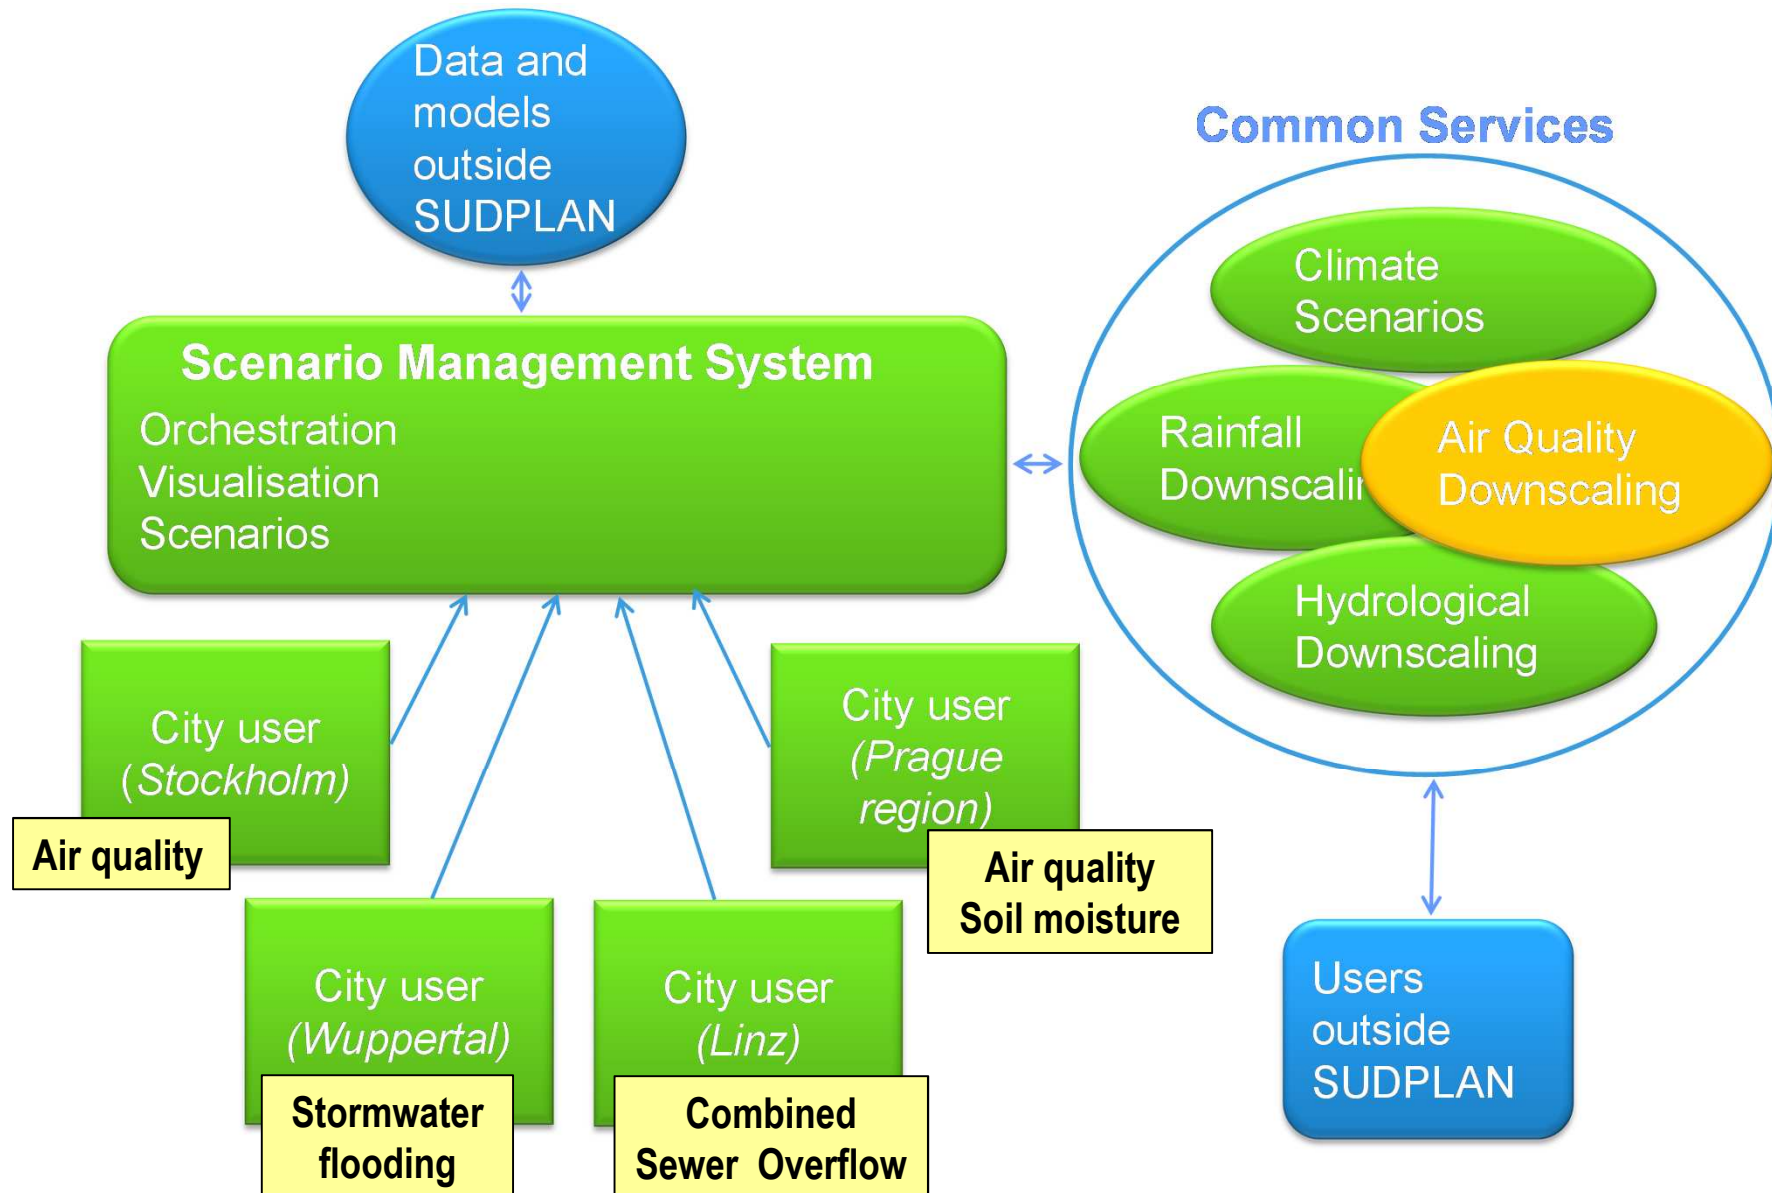 Data and
models
outside
SUDPLAN
Common Services
Climate
Scenarios
Rainfall
Downscalin
Air Quality
Downscaling
Hydrological
Downscaling
Scenario Management System
Orchestration
Visualisation
Scenarios
City user
(Stockholm)
Air quality
City user
(Wuppertal)
Stormwater
flooding
City user
(Linz)
Combined
Sewer Overflow
City user
(Prague
region)
Air quality
Soil moisture
Users
outside
SUDPLAN